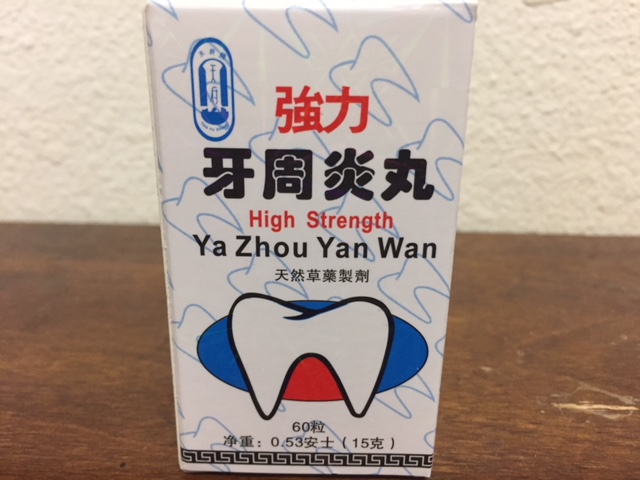 強力
牙周炎丸
High Strength
Ya Zhou Yan Wan
天然草藥製劑
60粒
净重：0.53安士（15克）